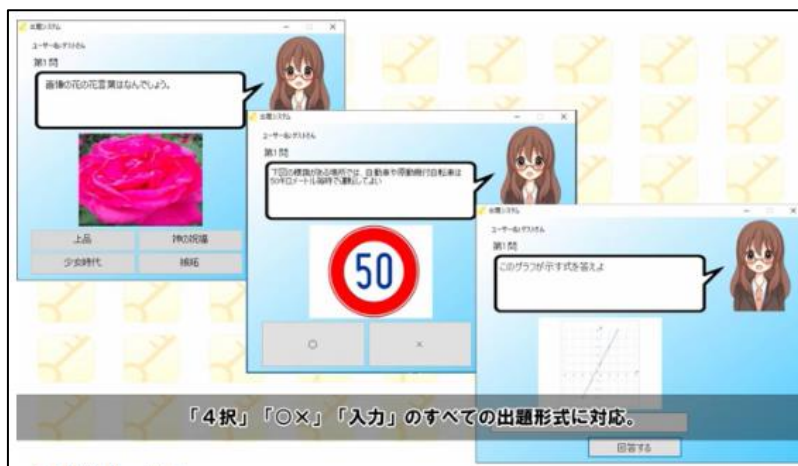 出題システム
ユーザー名:ゲストさん
第1問
画像の花の花言葉はなんでしょう。
上品
神の祝福
少女時代
嫉妬
出題システム
ユーザー名:ゲストさん
第1問
下図の標識がある場所では、自動車や原動機付自転車は
50キロメートル毎時で運転してよい
50
○
×
出題システム
ユーザー名:ゲストさん
第1問
このグラフが示す式を答えよ
回答する
「4択」「○×」「入力」のすべての出題形式に対応。